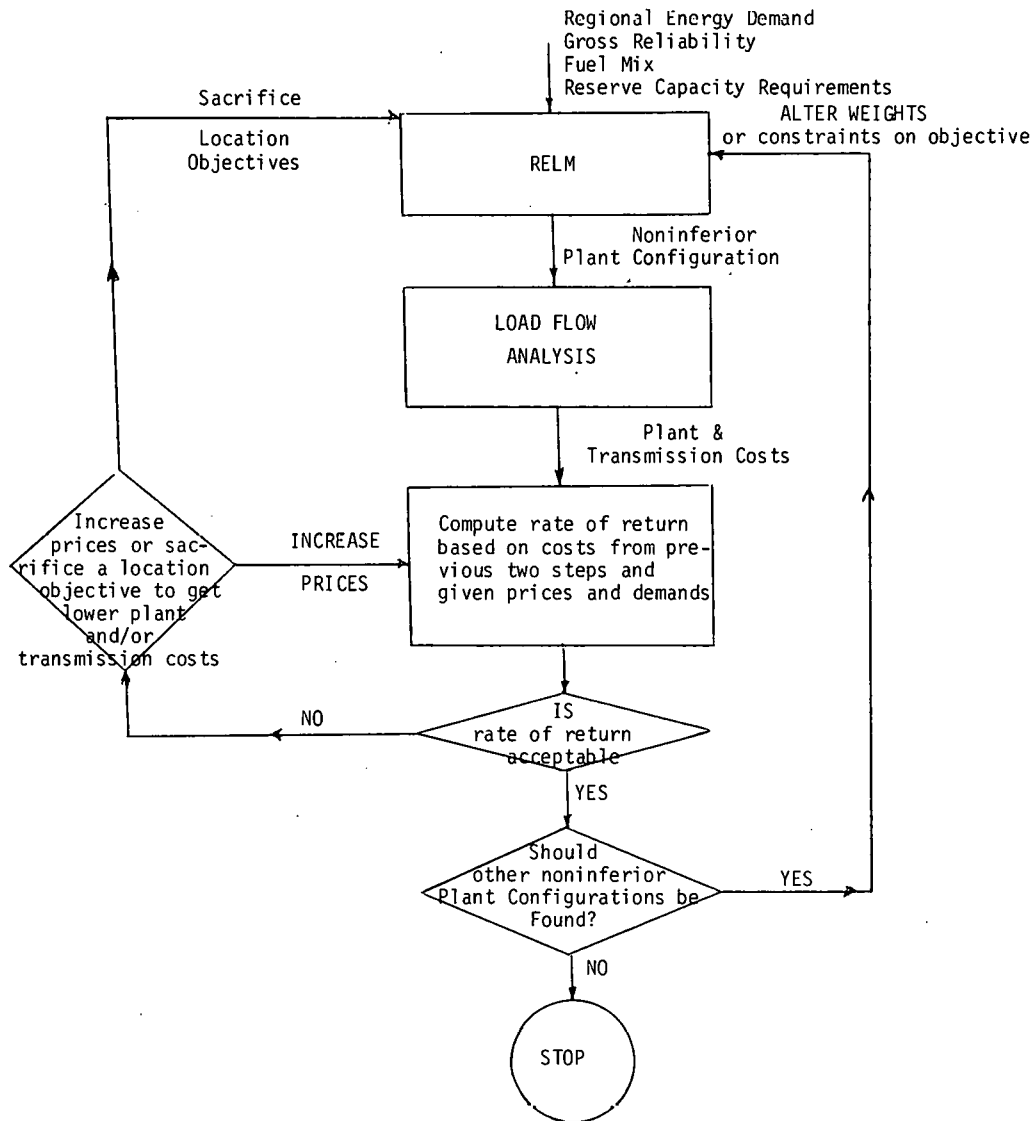 Regional Energy Demand
Gross Reliability
Fuel Mix
Reserve Capacity Requirements
Sacrifice
Location
Objectives
ALTER WEIGHTS
or constraints on objective
RELM
Noninferior
Plant Configuration
LOAD FLOW
ANALYSIS
Plant &
Transmission Costs
Compute rate of return
based on costs from pre-
vious two steps and
given prices and demands
Increase
prices or sac-
rifice a location
objective to get
lower plant
and/or
transmission costs
INCREASE
PRICES
IS
rate of return
acceptable
NO
YES
Should
other noninferior
Plant Configurations be
Found?
YES
NO
STOP